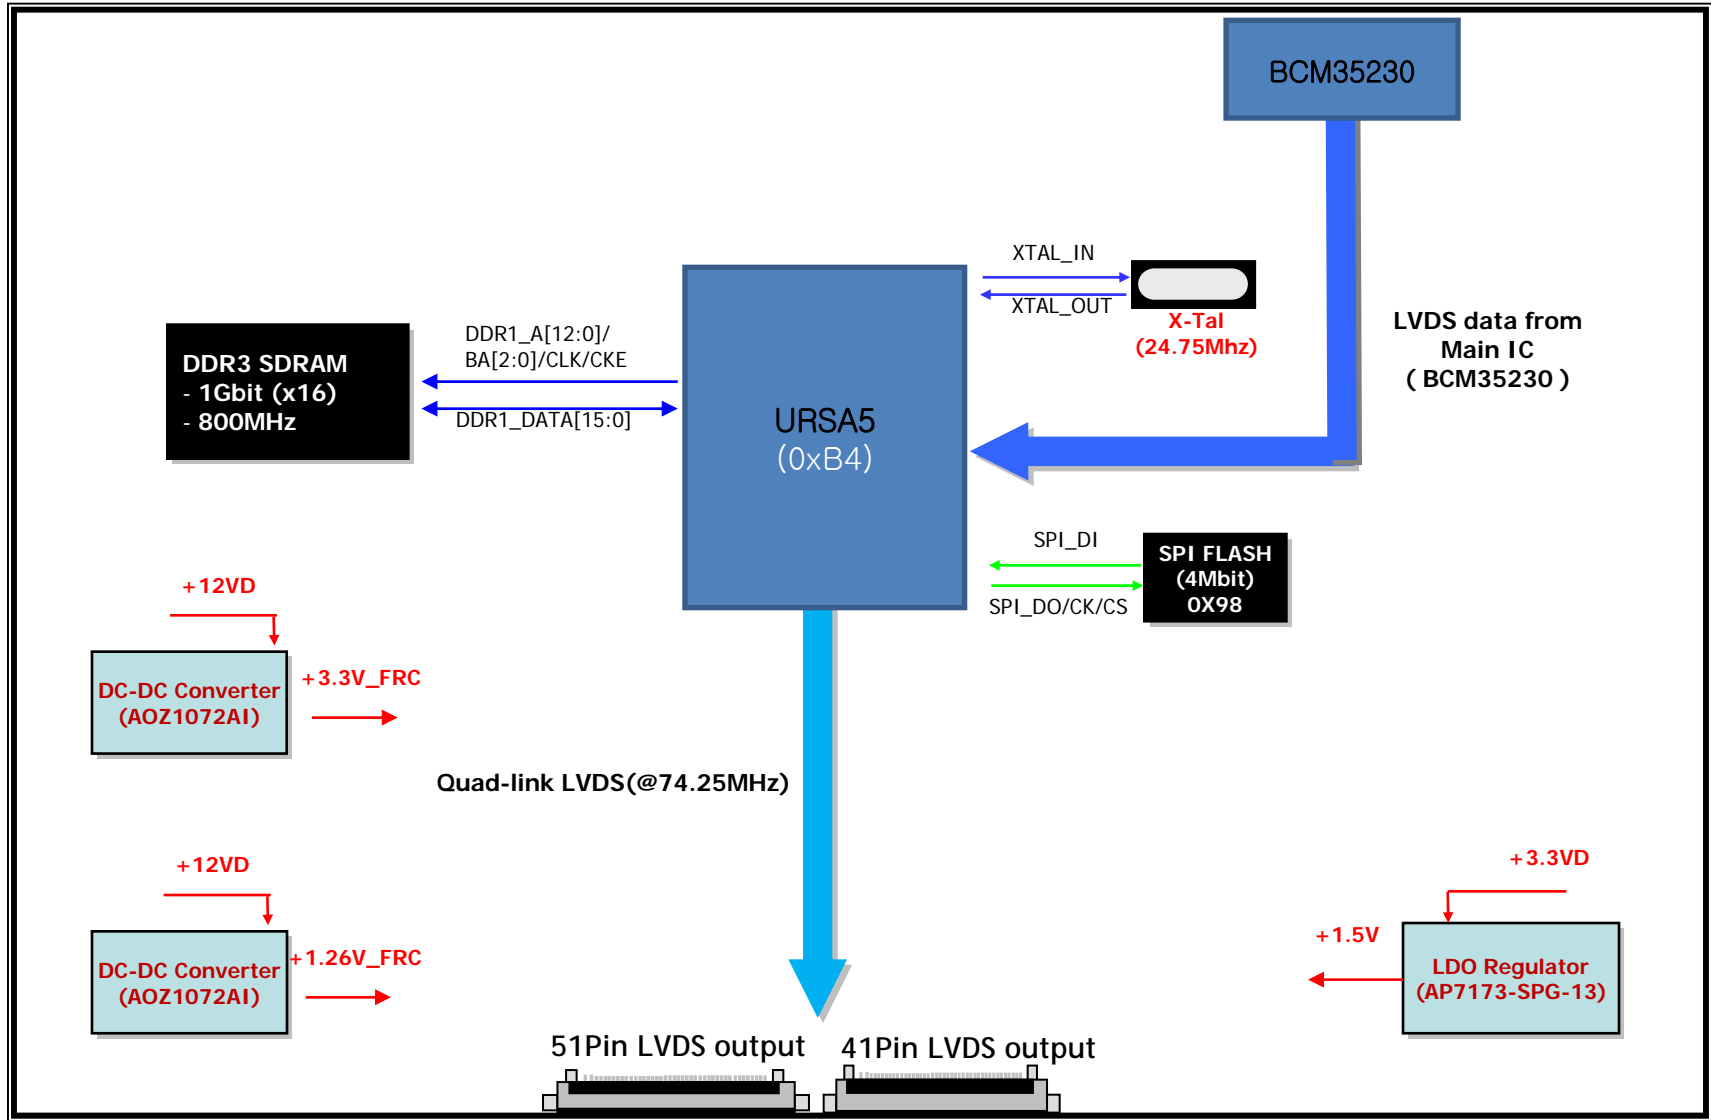 BCM35230
XTAL_IN
XTAL_OUT
X-Tal
(24.75Mhz)
LVDS data from
Main IC
( BCM35230 )
DDR3 SDRAM
- 1Gbit (x16)
- 800MHz
DDR1_A[12:0]/
BA[2:0]/CLK/CKE
DDR1_DATA[15:0]
URSA5
(0xB4)
SPI_DI
SPI_DO/CK/CS
SPI FLASH
(4Mbit)
0X98
+12VD
DC-DC Converter
(AOZ1072AI)
+3.3V_FRC
Quad-link LVDS(@74.25MHz)
+12VD
DC-DC Converter
(AOZ1072AI)
+1.26V_FRC
+3.3VD
+1.5V
LDO Regulator
(AP7173-SPG-13)
51Pin LVDS output
41Pin LVDS output